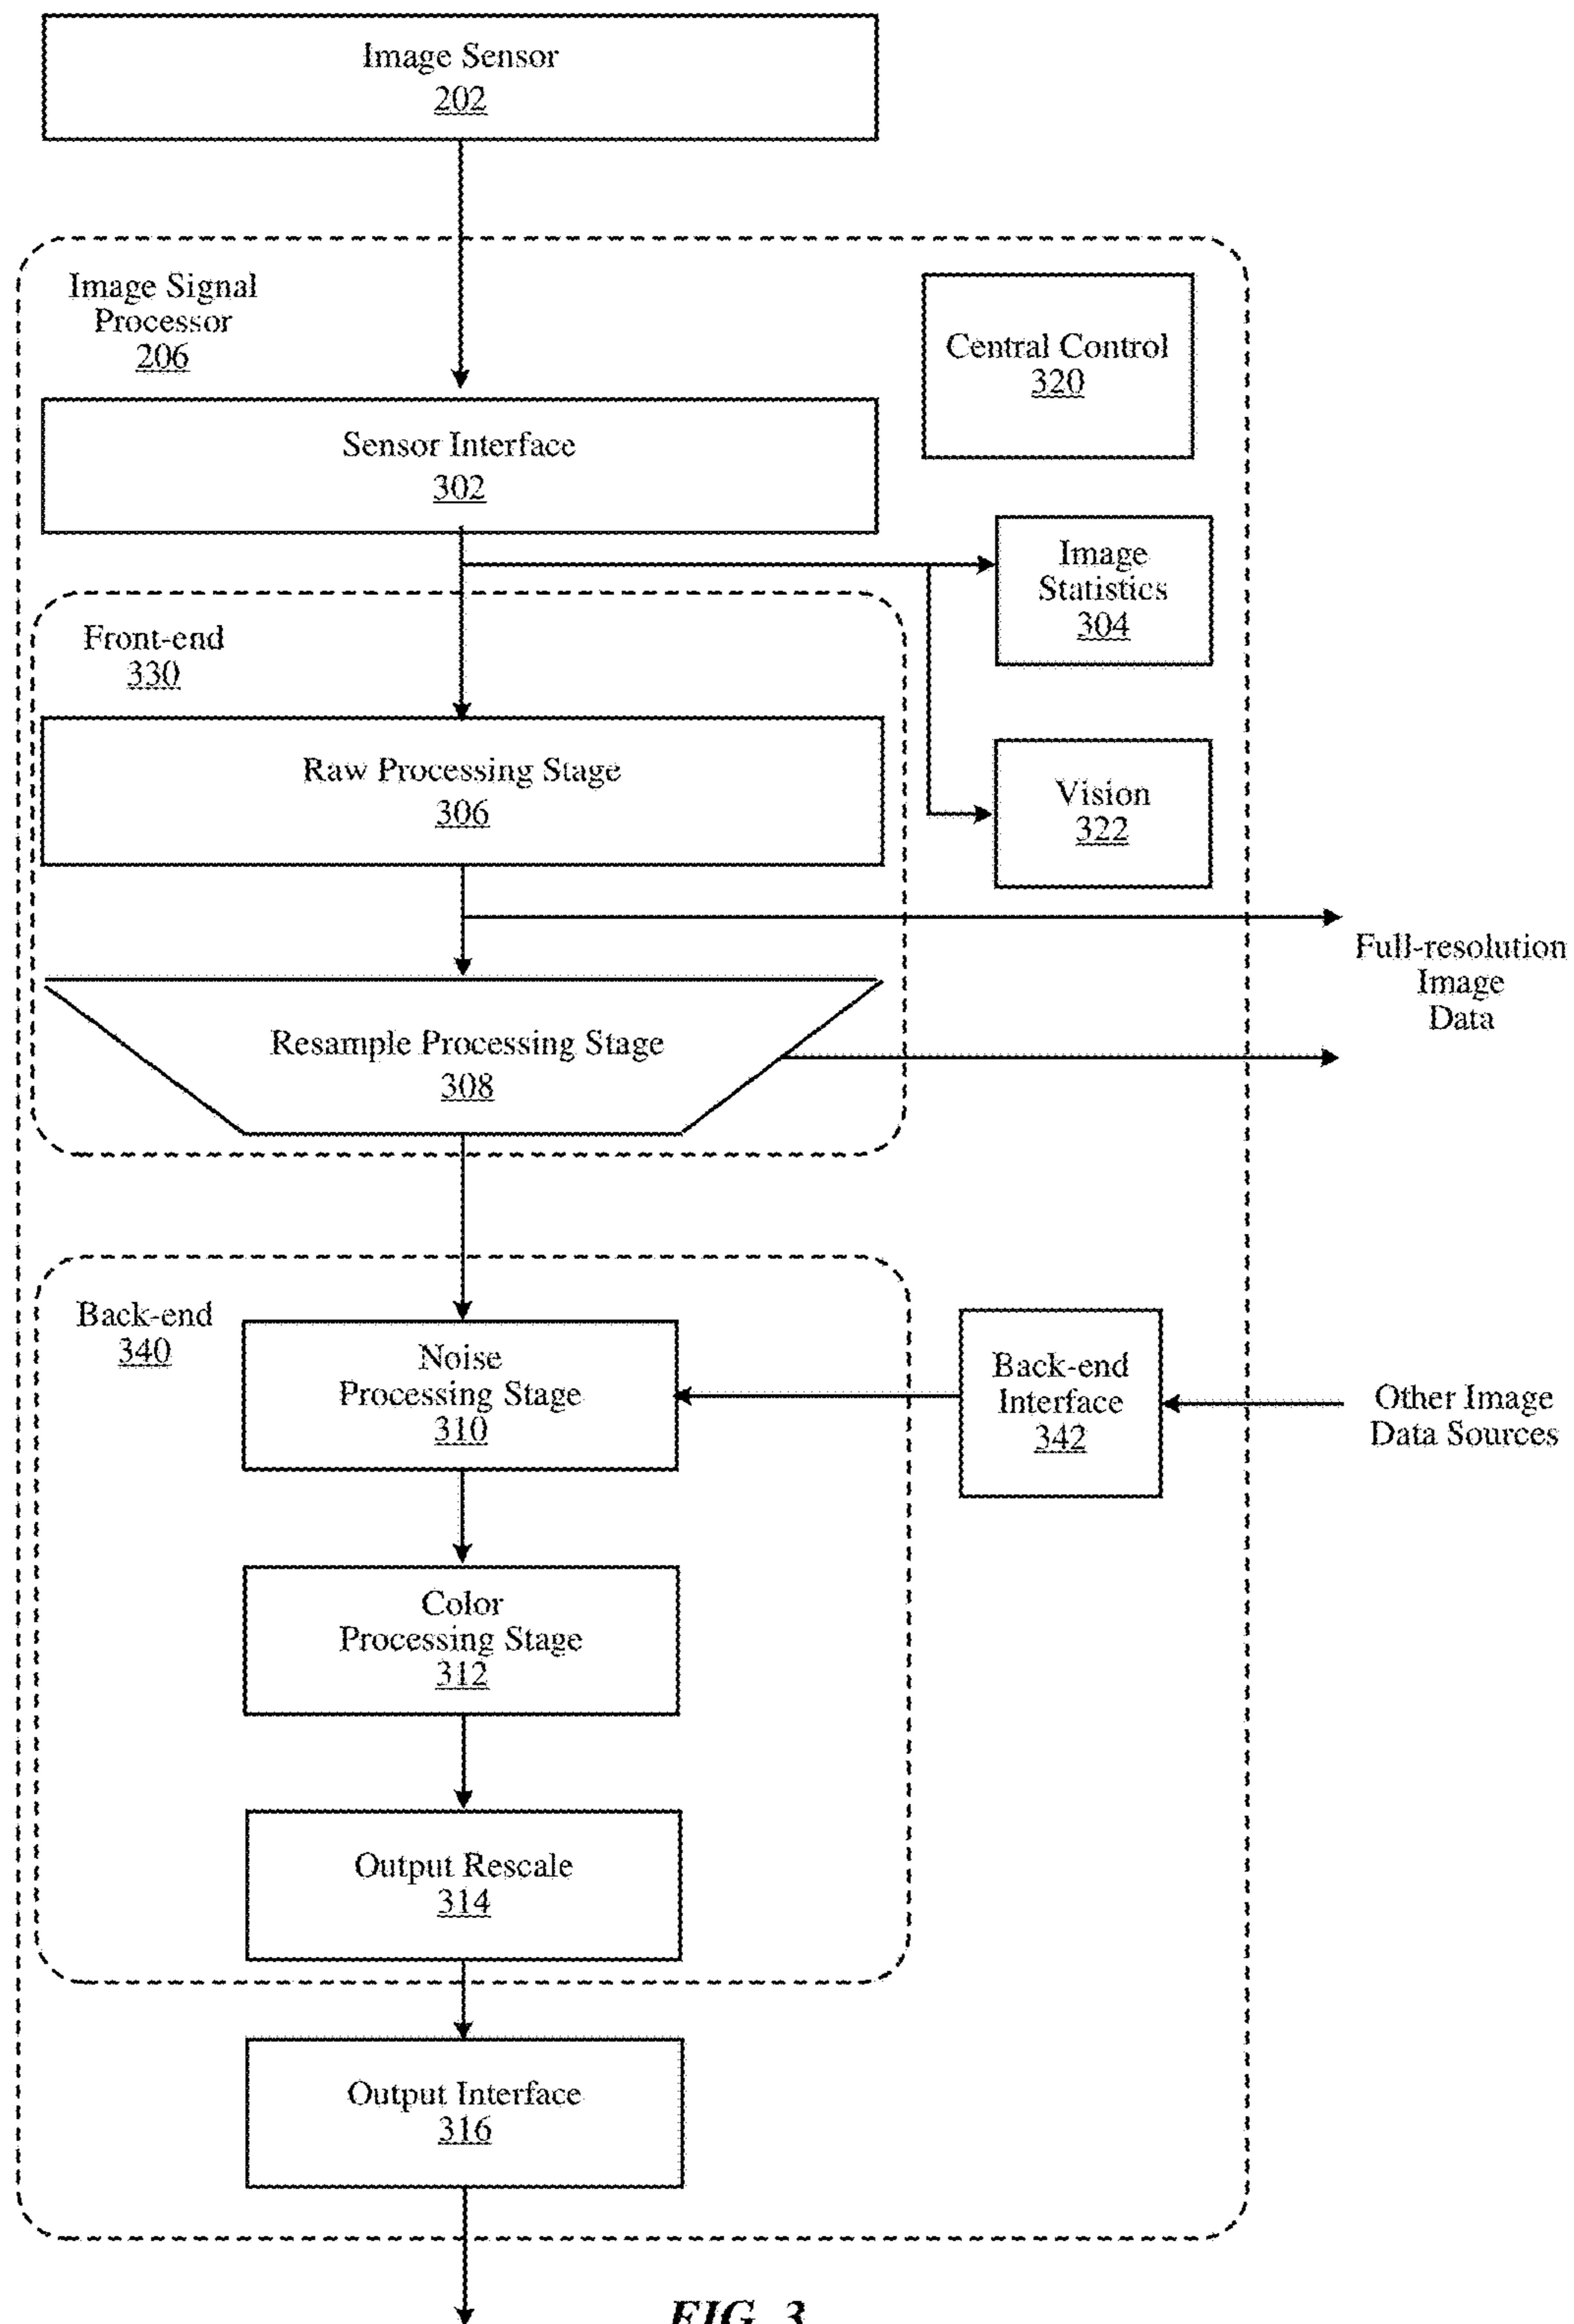 Image Sensor
202
Image Signal
Processor
206
Central Control
320
Sensor Interface
302
Image
Statistics
304
Front-end
330
Raw Processing Stage
306
Vision
322
Full-resolution
Image
Data
Resample Processing Stage
308
Back-end
340
Noise
Processing Stage
310
Back-end
Interface
342
Other Image
Data Sources
Color
Processing Stage
312
Output Rescale
314
Output Interface
316
FIG. 3